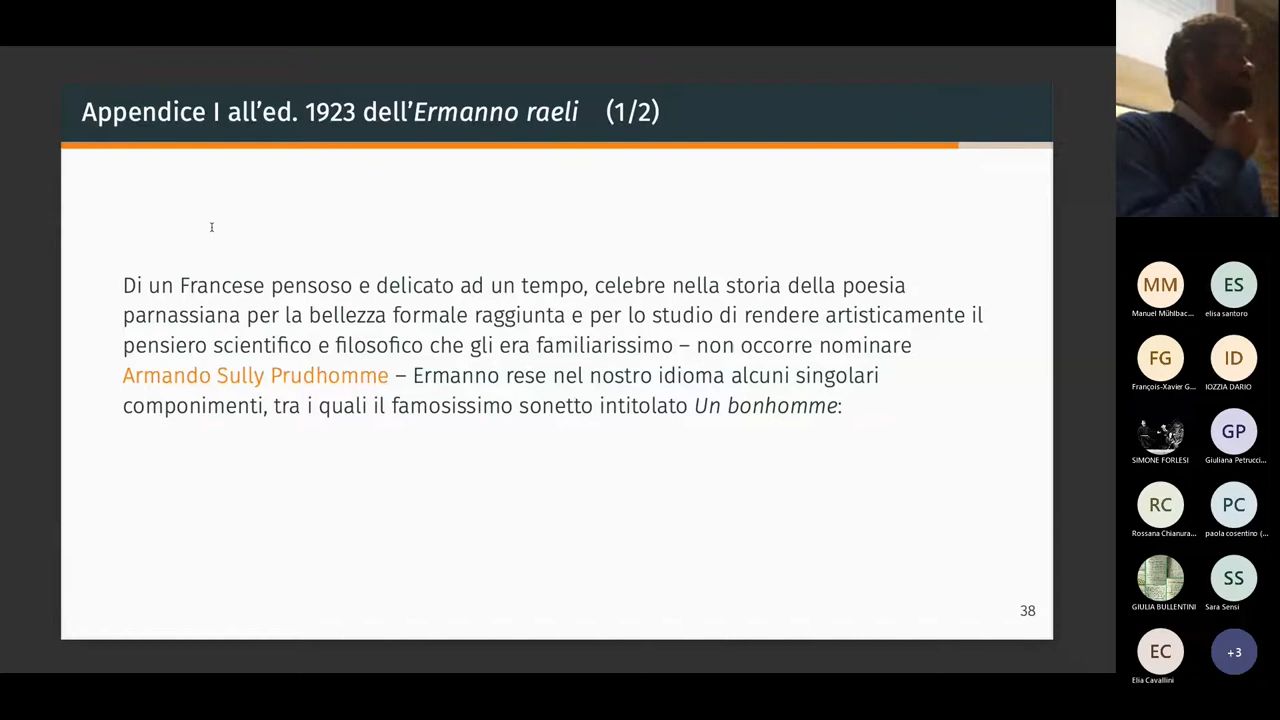 Appendice I all’ed. 1923 dell’Ermanno raeli (1/2)
Di un Francese pensoso e delicato ad un tempo, celebre nella storia della poesia
parnassiana per la bellezza formale raggiunta e per lo studio di rendere artisticamente il
pensiero scientifico e filosofico che gli era familiarissimo – non occorre nominare
Armando Sully Prudhomme – Ermanno rese nel nostro idioma alcuni singolari
componimenti, tra i quali il famosissimo sonetto intitolato Un bonhomme:
38
MM ES
Manuel Mühlbac... elisa santoro
FG ID
François-Xavier G... IOZZIA DARIO
GP
SIMONE FORLESI Giuliana Petrucci...
RC PC
Rossana Chianura... paola cosentino (...
SS
GIULIA BULLENTINI Sara Sensi
EC +3
Elia Cavallini